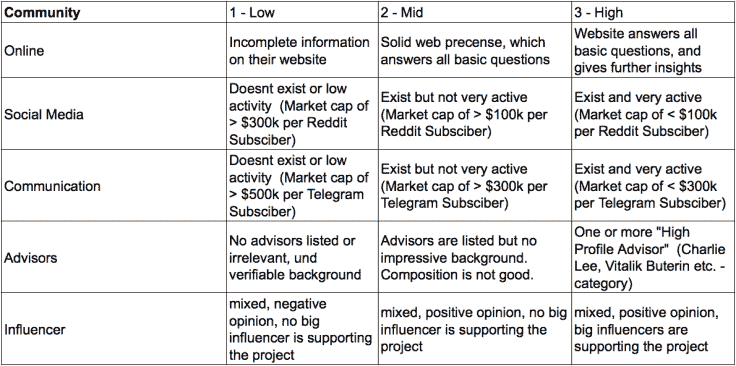 Community 1 - Low 2 - Mid 3 - High
Online
Incomplete information
on their website
Solid web precense, which
answers all basic questions
Website answers all
basic questions, and
gives further insights
Social Media
Doesnt exist or low
activity (Market cap of
> $300k per Reddit
Subsciber)
Exist but not very active
(Market cap of > $100k per
Reddit Subsciber)
Exist and very active
(Market cap of < $100k
per Reddit Subsciber)
Communication
Doesnt exist or low
activity (Market cap of
> $500k per Telegram
Subsciber)
Exist but not very active
(Market cap of > $300k per
Telegram Subsciber)
Exist and very active
(Market cap of < $300k
per Telegram Subsciber)
Advisors
No advisors listed or
irrelevant, und
verifiable background
Advisors are listed but no
impressive background.
Composition is not good.
One or more "High
Profile Advisor" (Charlie
Lee, Vitalik Buterin etc. -
category)
Influencer
mixed, negative
opinion, no big
influencer is supporting
the project
mixed, positive opinion, no big
influencer is supporting the
project
mixed, positive opinion,
big influencers are
supporting the project